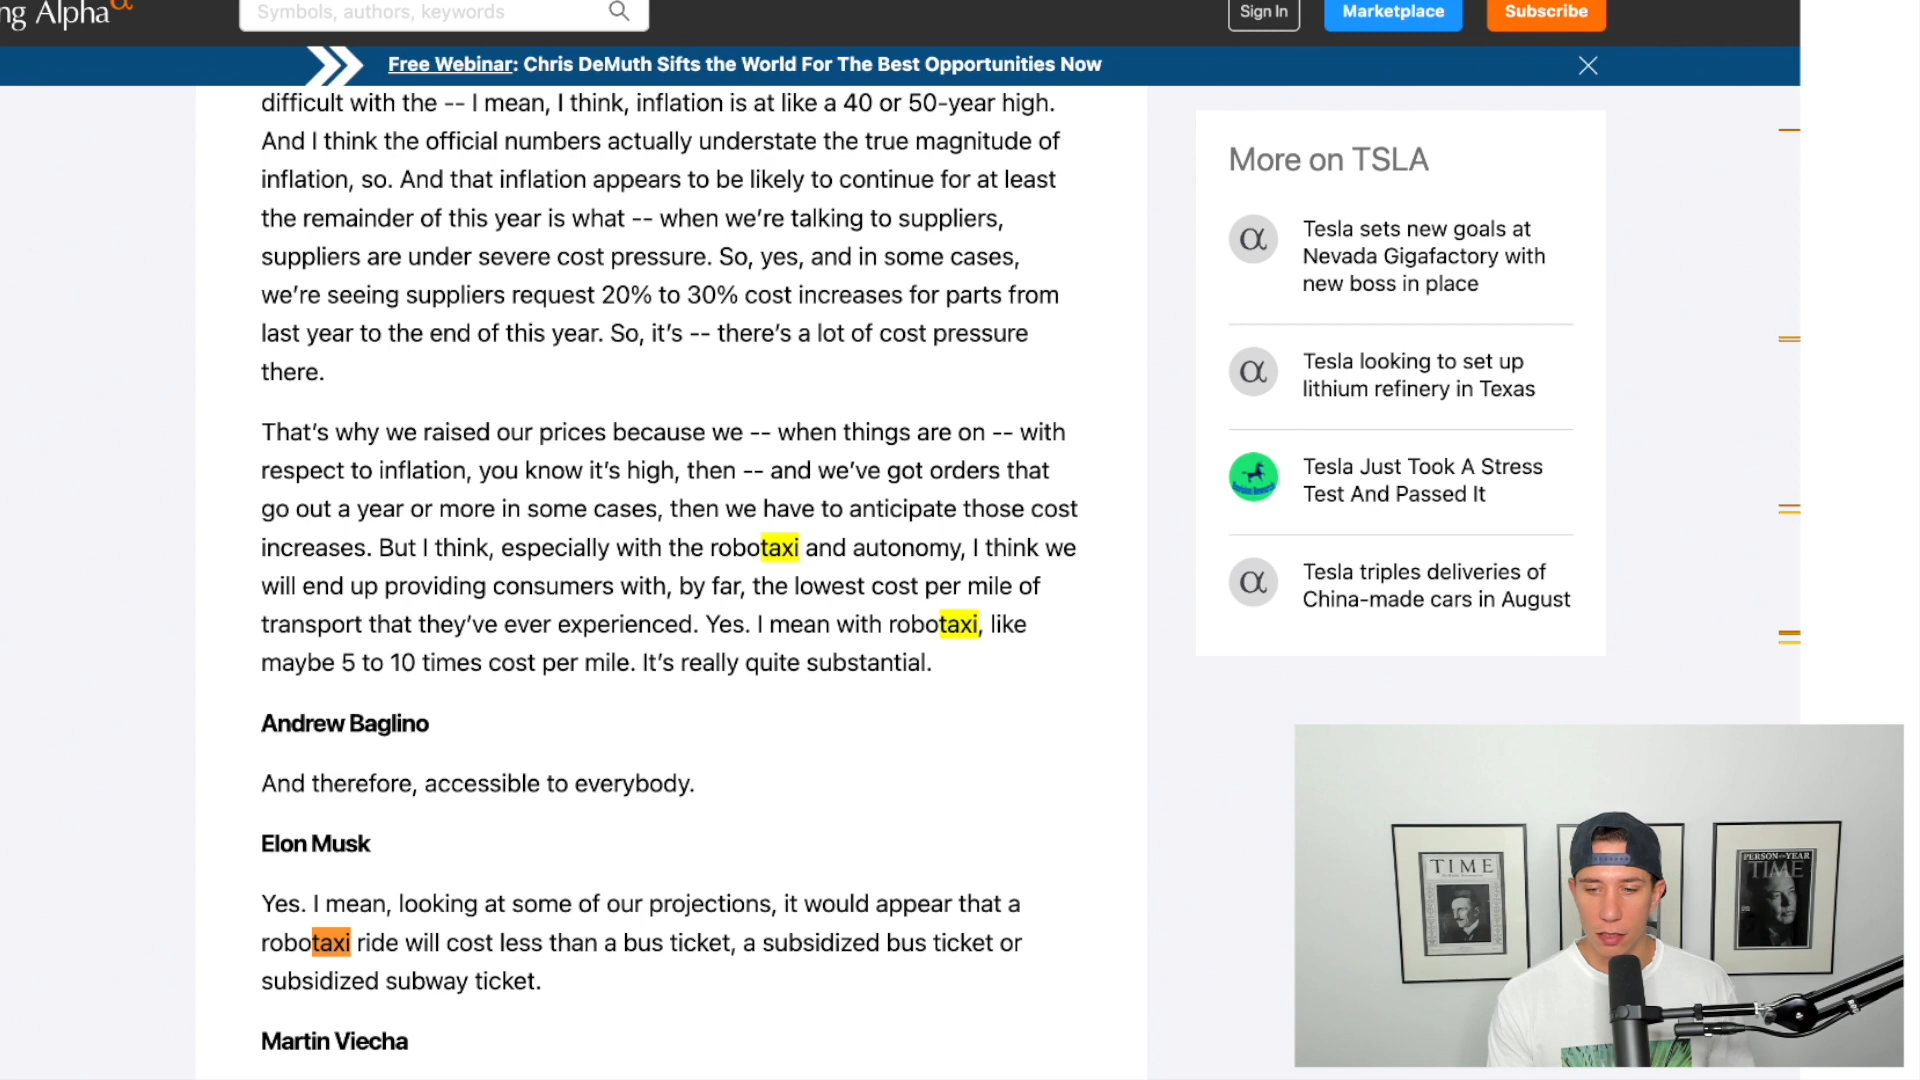 ng Alpha α
Symbols, authors, keywords
Sign In
Marketplace
Subscribe
Free Webinar: Chris DeMuth Sifts the World For The Best Opportunities Now
difficult with the -- I mean, I think, inflation is at like a 40 or 50-year high.
And I think the official numbers actually understate the true magnitude of
inflation, so. And that inflation appears to be likely to continue for at least
the remainder of this year is what -- when we’re talking to suppliers,
suppliers are under severe cost pressure. So, yes, and in some cases,
we’re seeing suppliers request 20% to 30% cost increases for parts from
last year to the end of this year. So, it’s -- there’s a lot of cost pressure
there.
That’s why we raised our prices because we -- when things are on -- with
respect to inflation, you know it’s high, then -- and we’ve got orders that
go out a year or more in some cases, then we have to anticipate those cost
increases. But I think, especially with the robotaxi and autonomy, I think we
will end up providing consumers with, by far, the lowest cost per mile of
transport that they’ve ever experienced. Yes. I mean with robotaxi, like
maybe 5 to 10 times cost per mile. It’s really quite substantial.
Andrew Baglino
And therefore, accessible to everybody.
Elon Musk
Yes. I mean, looking at some of our projections, it would appear that a
robotaxi ride will cost less than a bus ticket, a subsidized bus ticket or
subsidized subway ticket.
Martin Viecha
More on TSLA
α
Tesla sets new goals at
Nevada Gigafactory with
new boss in place
α
Tesla looking to set up
lithium refinery in Texas
Tesla Just Took A Stress
Test And Passed It
α
Tesla triples deliveries of
China-made cars in August
TIME
PERSON OF THE YEAR
TIME